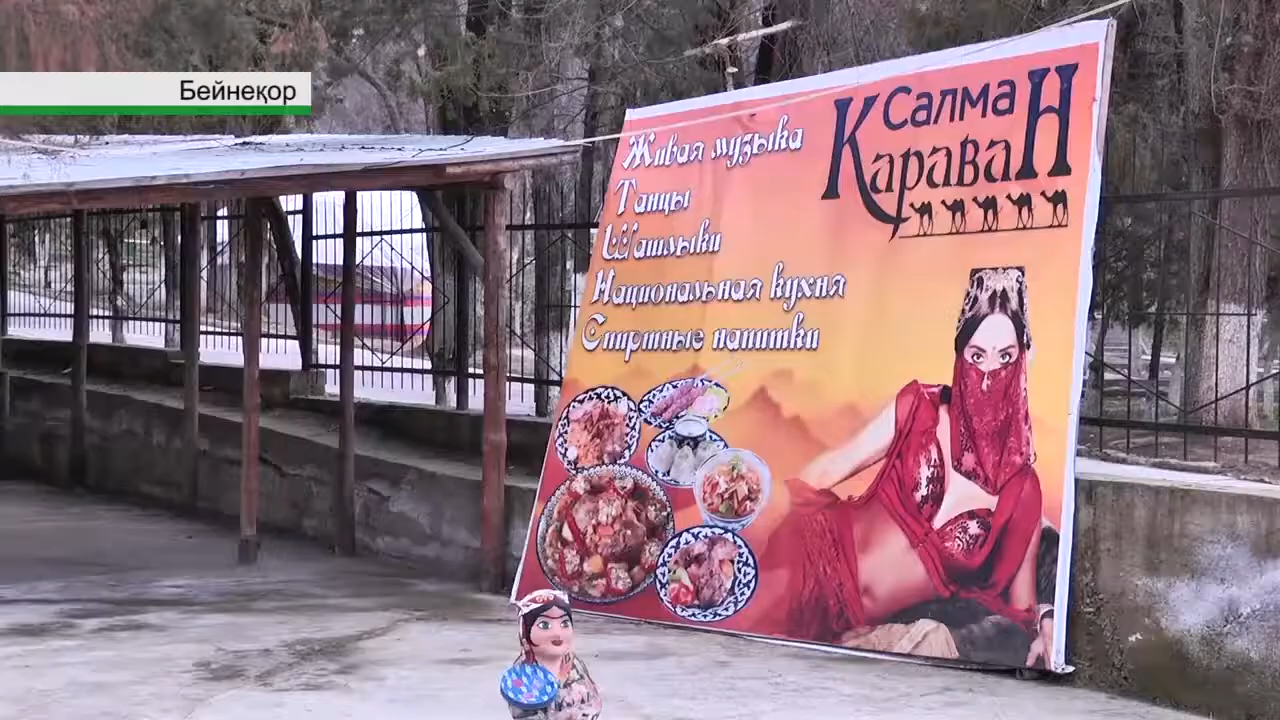 Бейнеқор
Живая музыка
Танцы
Шашлыки
Национальная кухня
Спиртные напитки
Салман
Караван